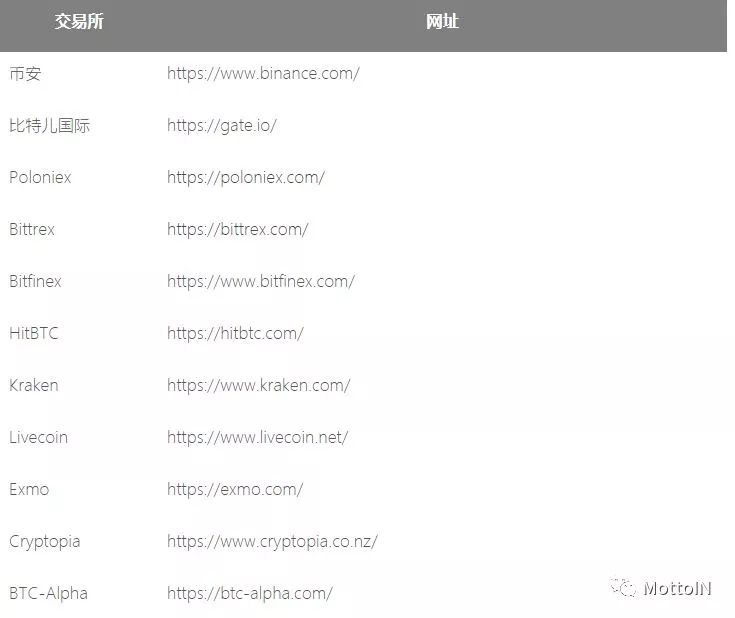 交易所 网址
币安 https://www.binance.com/
比特儿国际 https://gate.io/
Poloniex https://poloniex.com/
Bittrex https://bittrex.com/
Bitfinex https://www.bitfinex.com/
HitBTC https://hitbtc.com/
Kraken https://www.kraken.com/
Livecoin https://www.livecoin.net/
Exmo https://exmo.com/
Cryptopia https://www.cryptopia.co.nz/
BTC-Alpha https://btc-alpha.com/
MottoIN